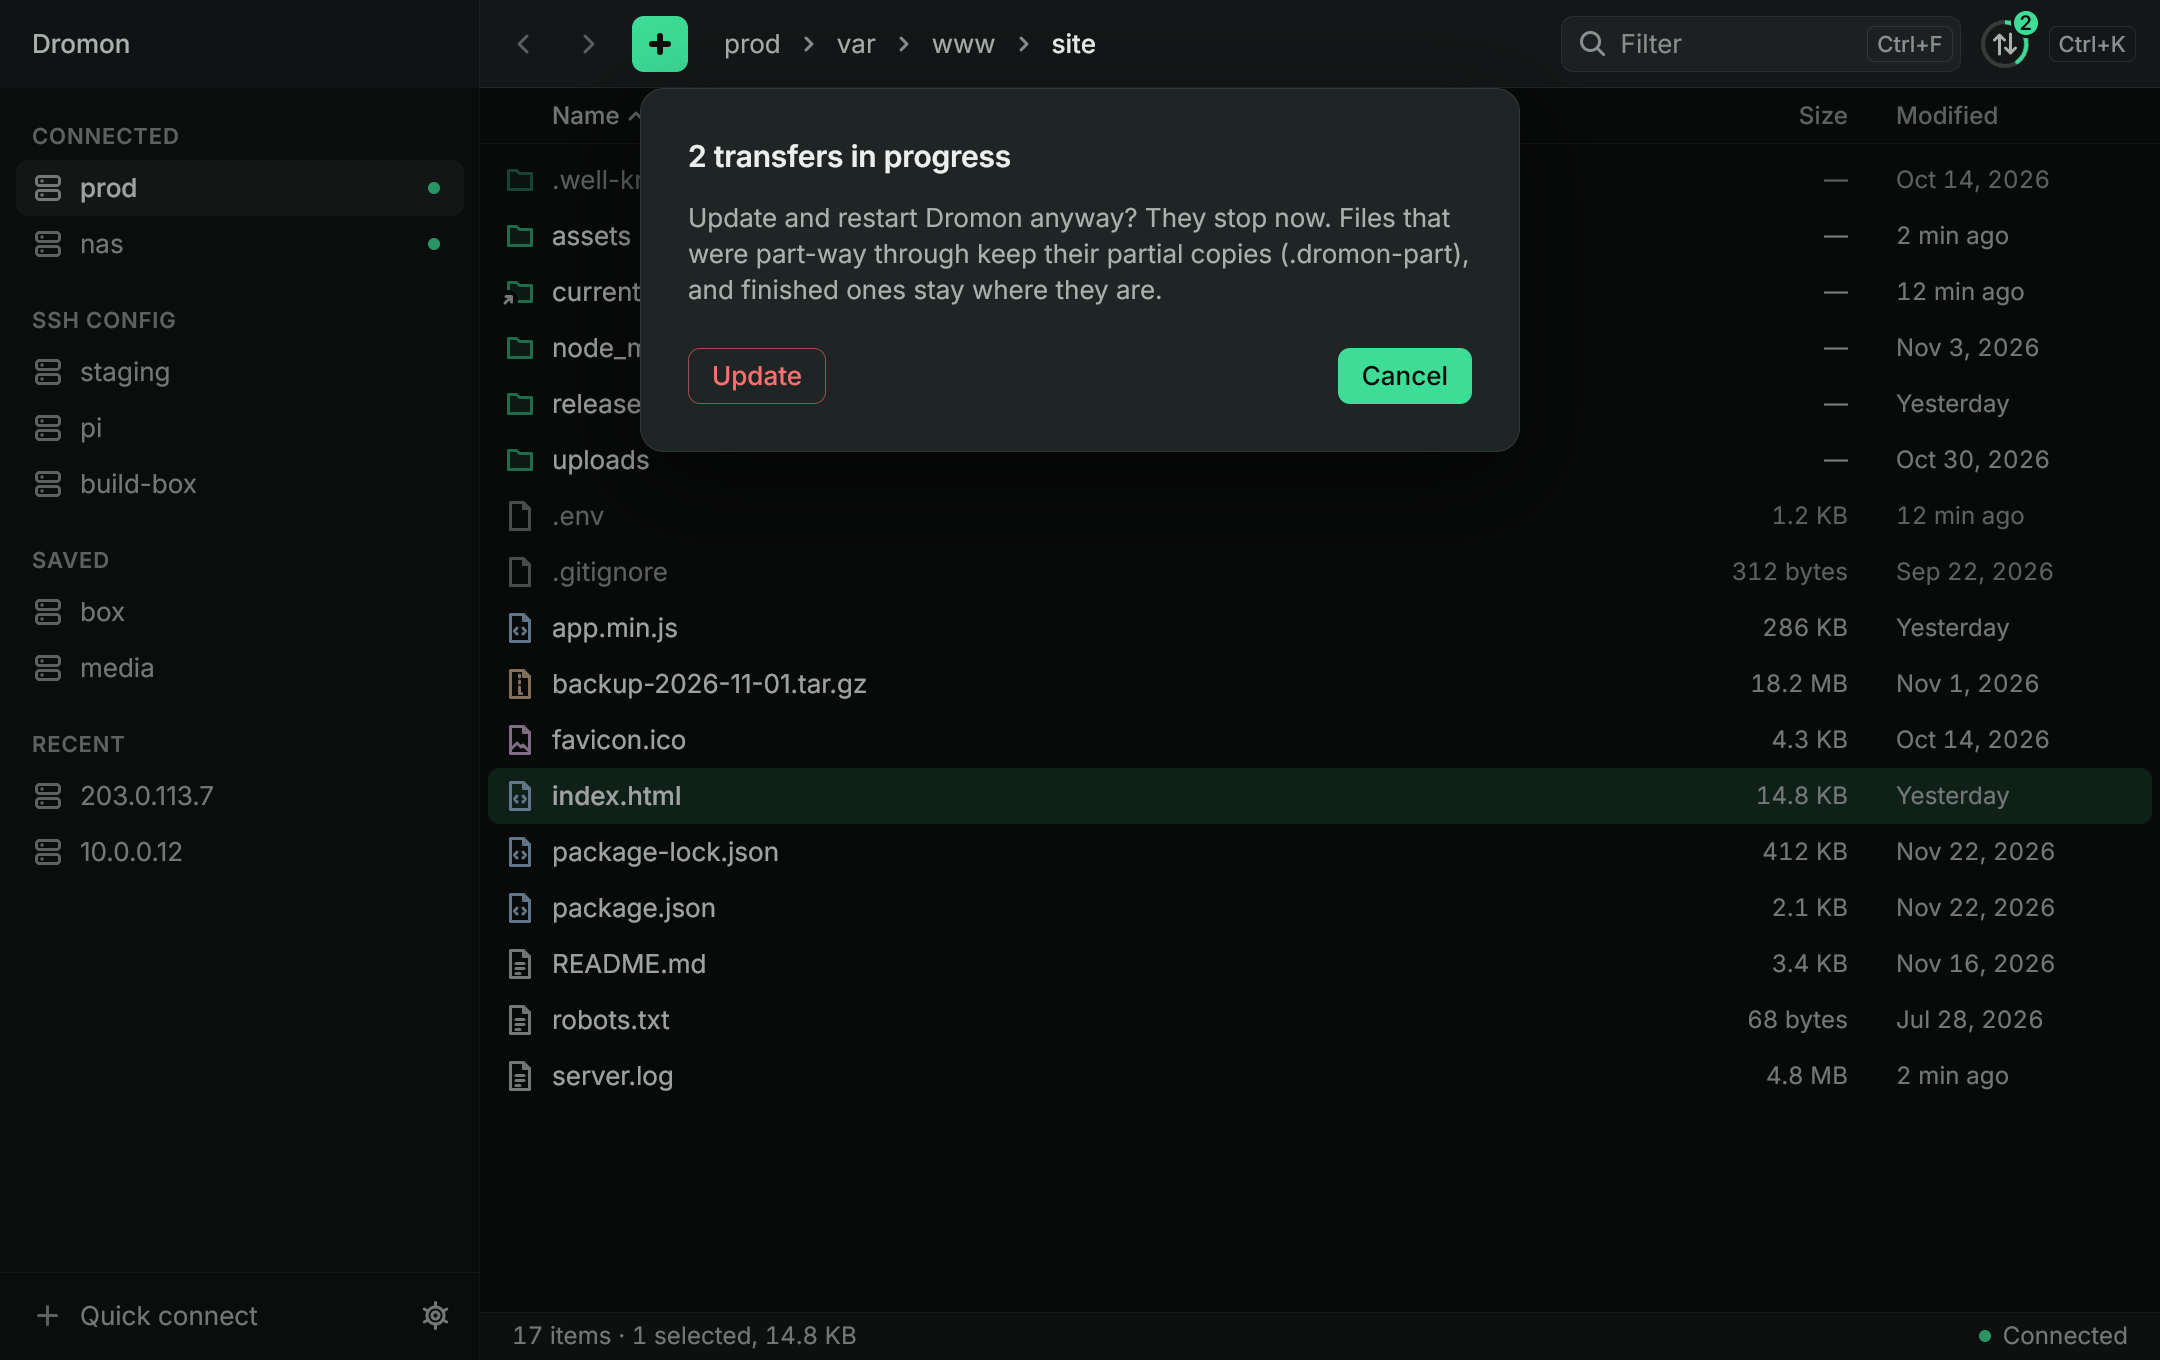 Dromon
prod > var > www > site
Filter
Ctrl+F
2
Ctrl+K
CONNECTED
prod
nas
SSH CONFIG
staging
pi
build-box
SAVED
box
media
RECENT
203.0.113.7
10.0.0.12
Quick connect
Name Size Modified
— Oct 14, 2026
assets — 2 min ago
current — 12 min ago
— Nov 3, 2026
— Yesterday
uploads — Oct 30, 2026
.env 1.2 KB 12 min ago
.gitignore 312 bytes Sep 22, 2026
app.min.js 286 KB Yesterday
backup-2026-11-01.tar.gz 18.2 MB Nov 1, 2026
favicon.ico 4.3 KB Oct 14, 2026
index.html 14.8 KB Yesterday
package-lock.json 412 KB Nov 22, 2026
package.json 2.1 KB Nov 22, 2026
README.md 3.4 KB Nov 16, 2026
robots.txt 68 bytes Jul 28, 2026
server.log 4.8 MB 2 min ago
2 transfers in progress
Update and restart Dromon anyway? They stop now. Files that
were part-way through keep their partial copies (.dromon-part),
and finished ones stay where they are.
Update
Cancel
17 items · 1 selected, 14.8 KB
Connected